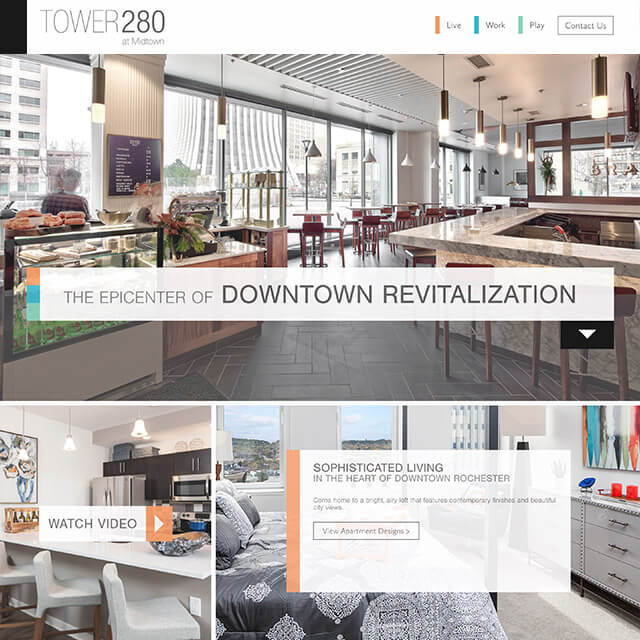 TOWER280
at Midtown
Live
Work
Play
Contact Us
THE EPICENTER OF DOWNTOWN REVITALIZATION
WATCH VIDEO
SOPHISTICATED LIVING
IN THE HEART OF DOWNTOWN ROCHESTER
Come home to a bright, airy loft that features contemporary finishes and beautiful
city views.
View Apartment Designs >